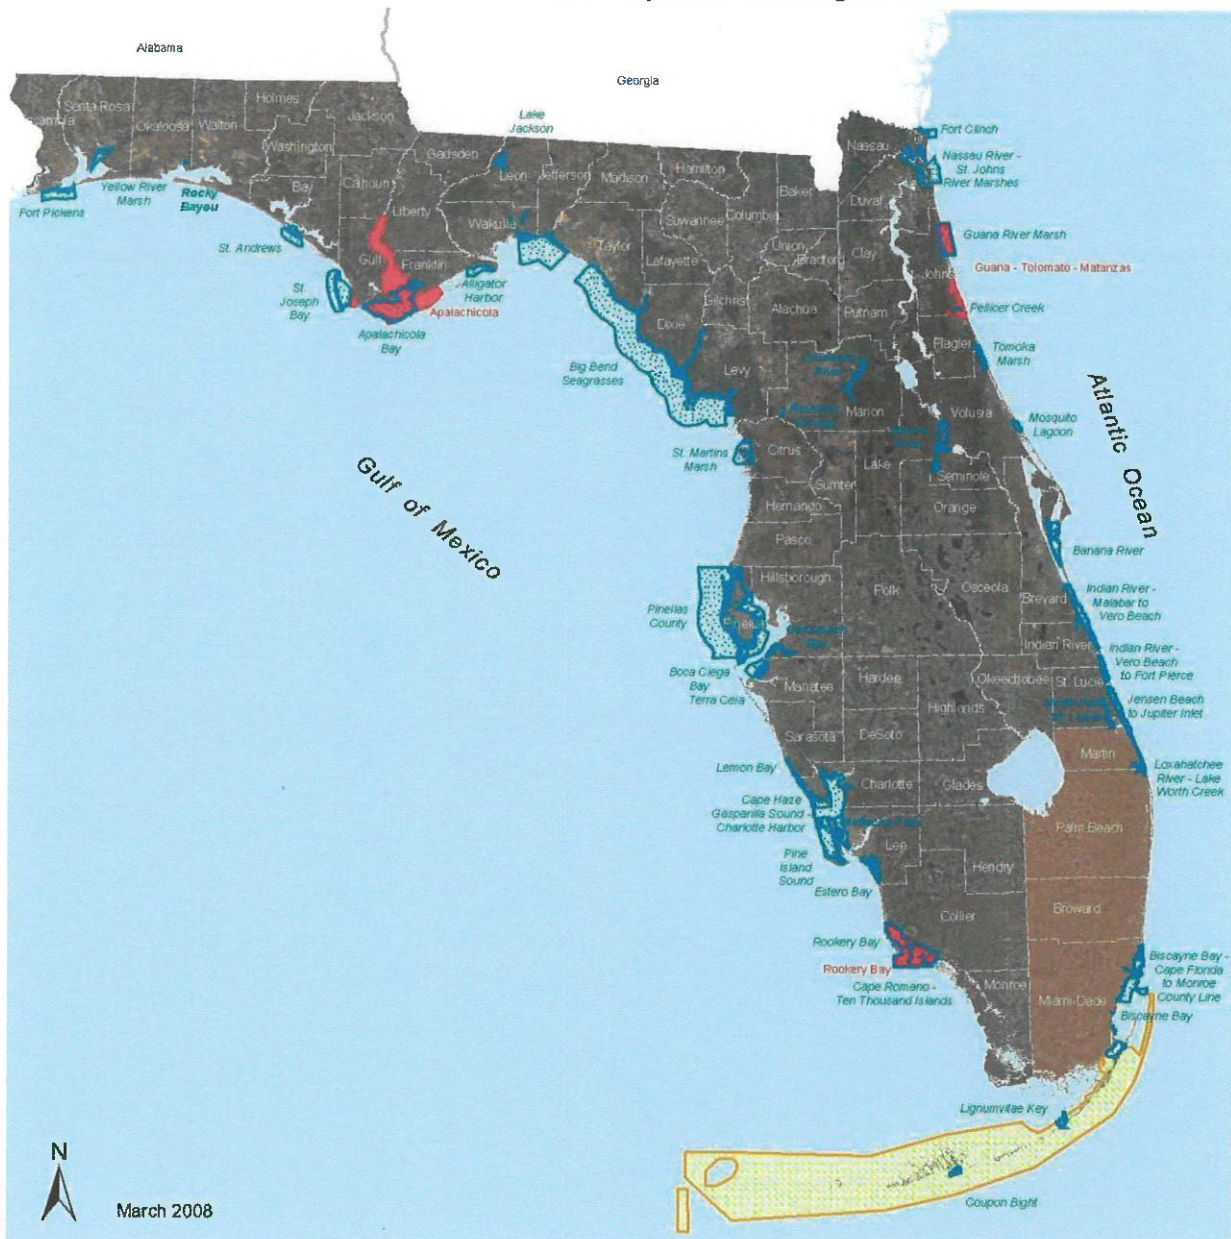 Alabama
Georgia
Santa Rosa
Okaloosa
Walton
Holmes
Washington
Jackson
Bay
Calhoun
Gadsden
Liberty
Gulf
Franklin
Lake
Jackson
Leon
Wakulla
Jefferson
Madison
Taylor
Hamilton
Suwannee
Lafayette
Columbia
Baker
Union
Bradford
Nassau
Duval
Clay
Johns
Putnam
Alachua
Gilchrist
Dixie
Levy
Marion
Flagler
Volusia
Citrus
Lake
Sumter
Hernando
Pasco
Seminole
Orange
Hillsborough
Polk
Osceola
Brevard
Indian River
Manatee
Hardee
Highlands
Okeechobee
St. Lucie
Sarasota
DeSoto
Charlotte
Glades
Martin
Palm Beach
Lee
Hendry
Collier
Broward
Monroe
Miami-Dade
Fort Pickens
Yellow River
Marsh
Rocky
Bayou
St. Andrews
St.
Joseph
Bay
Apalachicola
Bay
Apalachicola
Alligator
Harbor
Big Bend
Seagrasses
St. Martins
Marsh
Fort Clinch
Nassau River -
St. Johns
River Marshes
Guana River Marsh
Guana - Tolomato - Matanzas
Pellicer Creek
Tomoka
Marsh
Mosquito
Lagoon
Banana River
Indian River -
Malabar to
Vero Beach
Indian River -
Vero Beach
to Fort Pierce
Jensen Beach
to Jupiter Inlet
Loxahatchee
River - Lake
Worth Creek
Pinellas
County
Boca Ciega
Bay
Terra Ceia
Lemon Bay
Cape Haze
Gasparilla Sound -
Charlotte Harbor
Pine
Island
Sound
Estero Bay
Rookery Bay
Rookery Bay
Cape Romano -
Ten Thousand Islands
Biscayne Bay -
Cape Florida
to Monroe
County Line
Biscayne Bay
Lignumvitae Key
Coupon Bight
Gulf of Mexico
Atlantic Ocean
N
March 2008